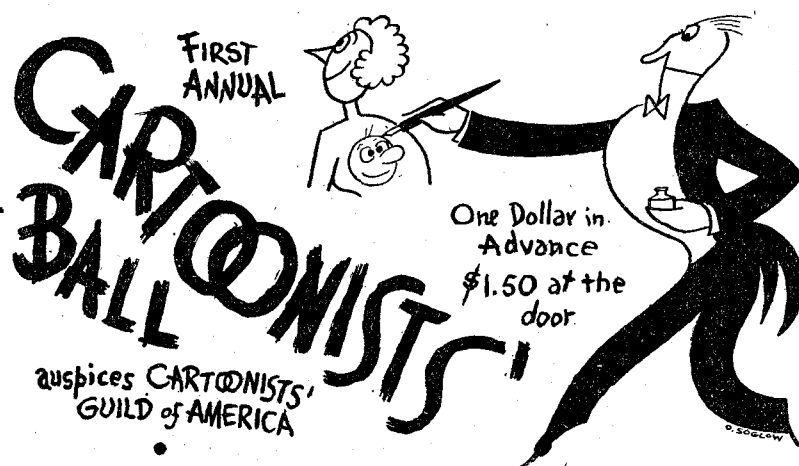 FIRST
ANNUAL
CARTOONISTS'
BALL
One Dollar in
Advance
$1.50 at the
door
auspices CARTOONISTS'
GUILD of AMERICA
O. SOGLOW